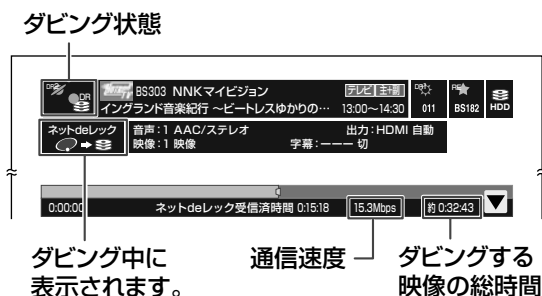 ダビング状態
DR
BS303 NNKマイビジョン テレビ 主+副
イングランド音楽紀行 ～ビートレスゆかりの… 13:00～14:30 011 BS182 HDD
ネットdeレック 音声:1 AAC/ステレオ 出力:HDMI 自動
映像:1 映像 字幕:ーーー 切
0:00:00 ネットdeレック受信済時間 0:15:18 15.3Mbps 約 0:32:43
ダビング中に
表示されます。
通信速度
ダビングする
映像の総時間